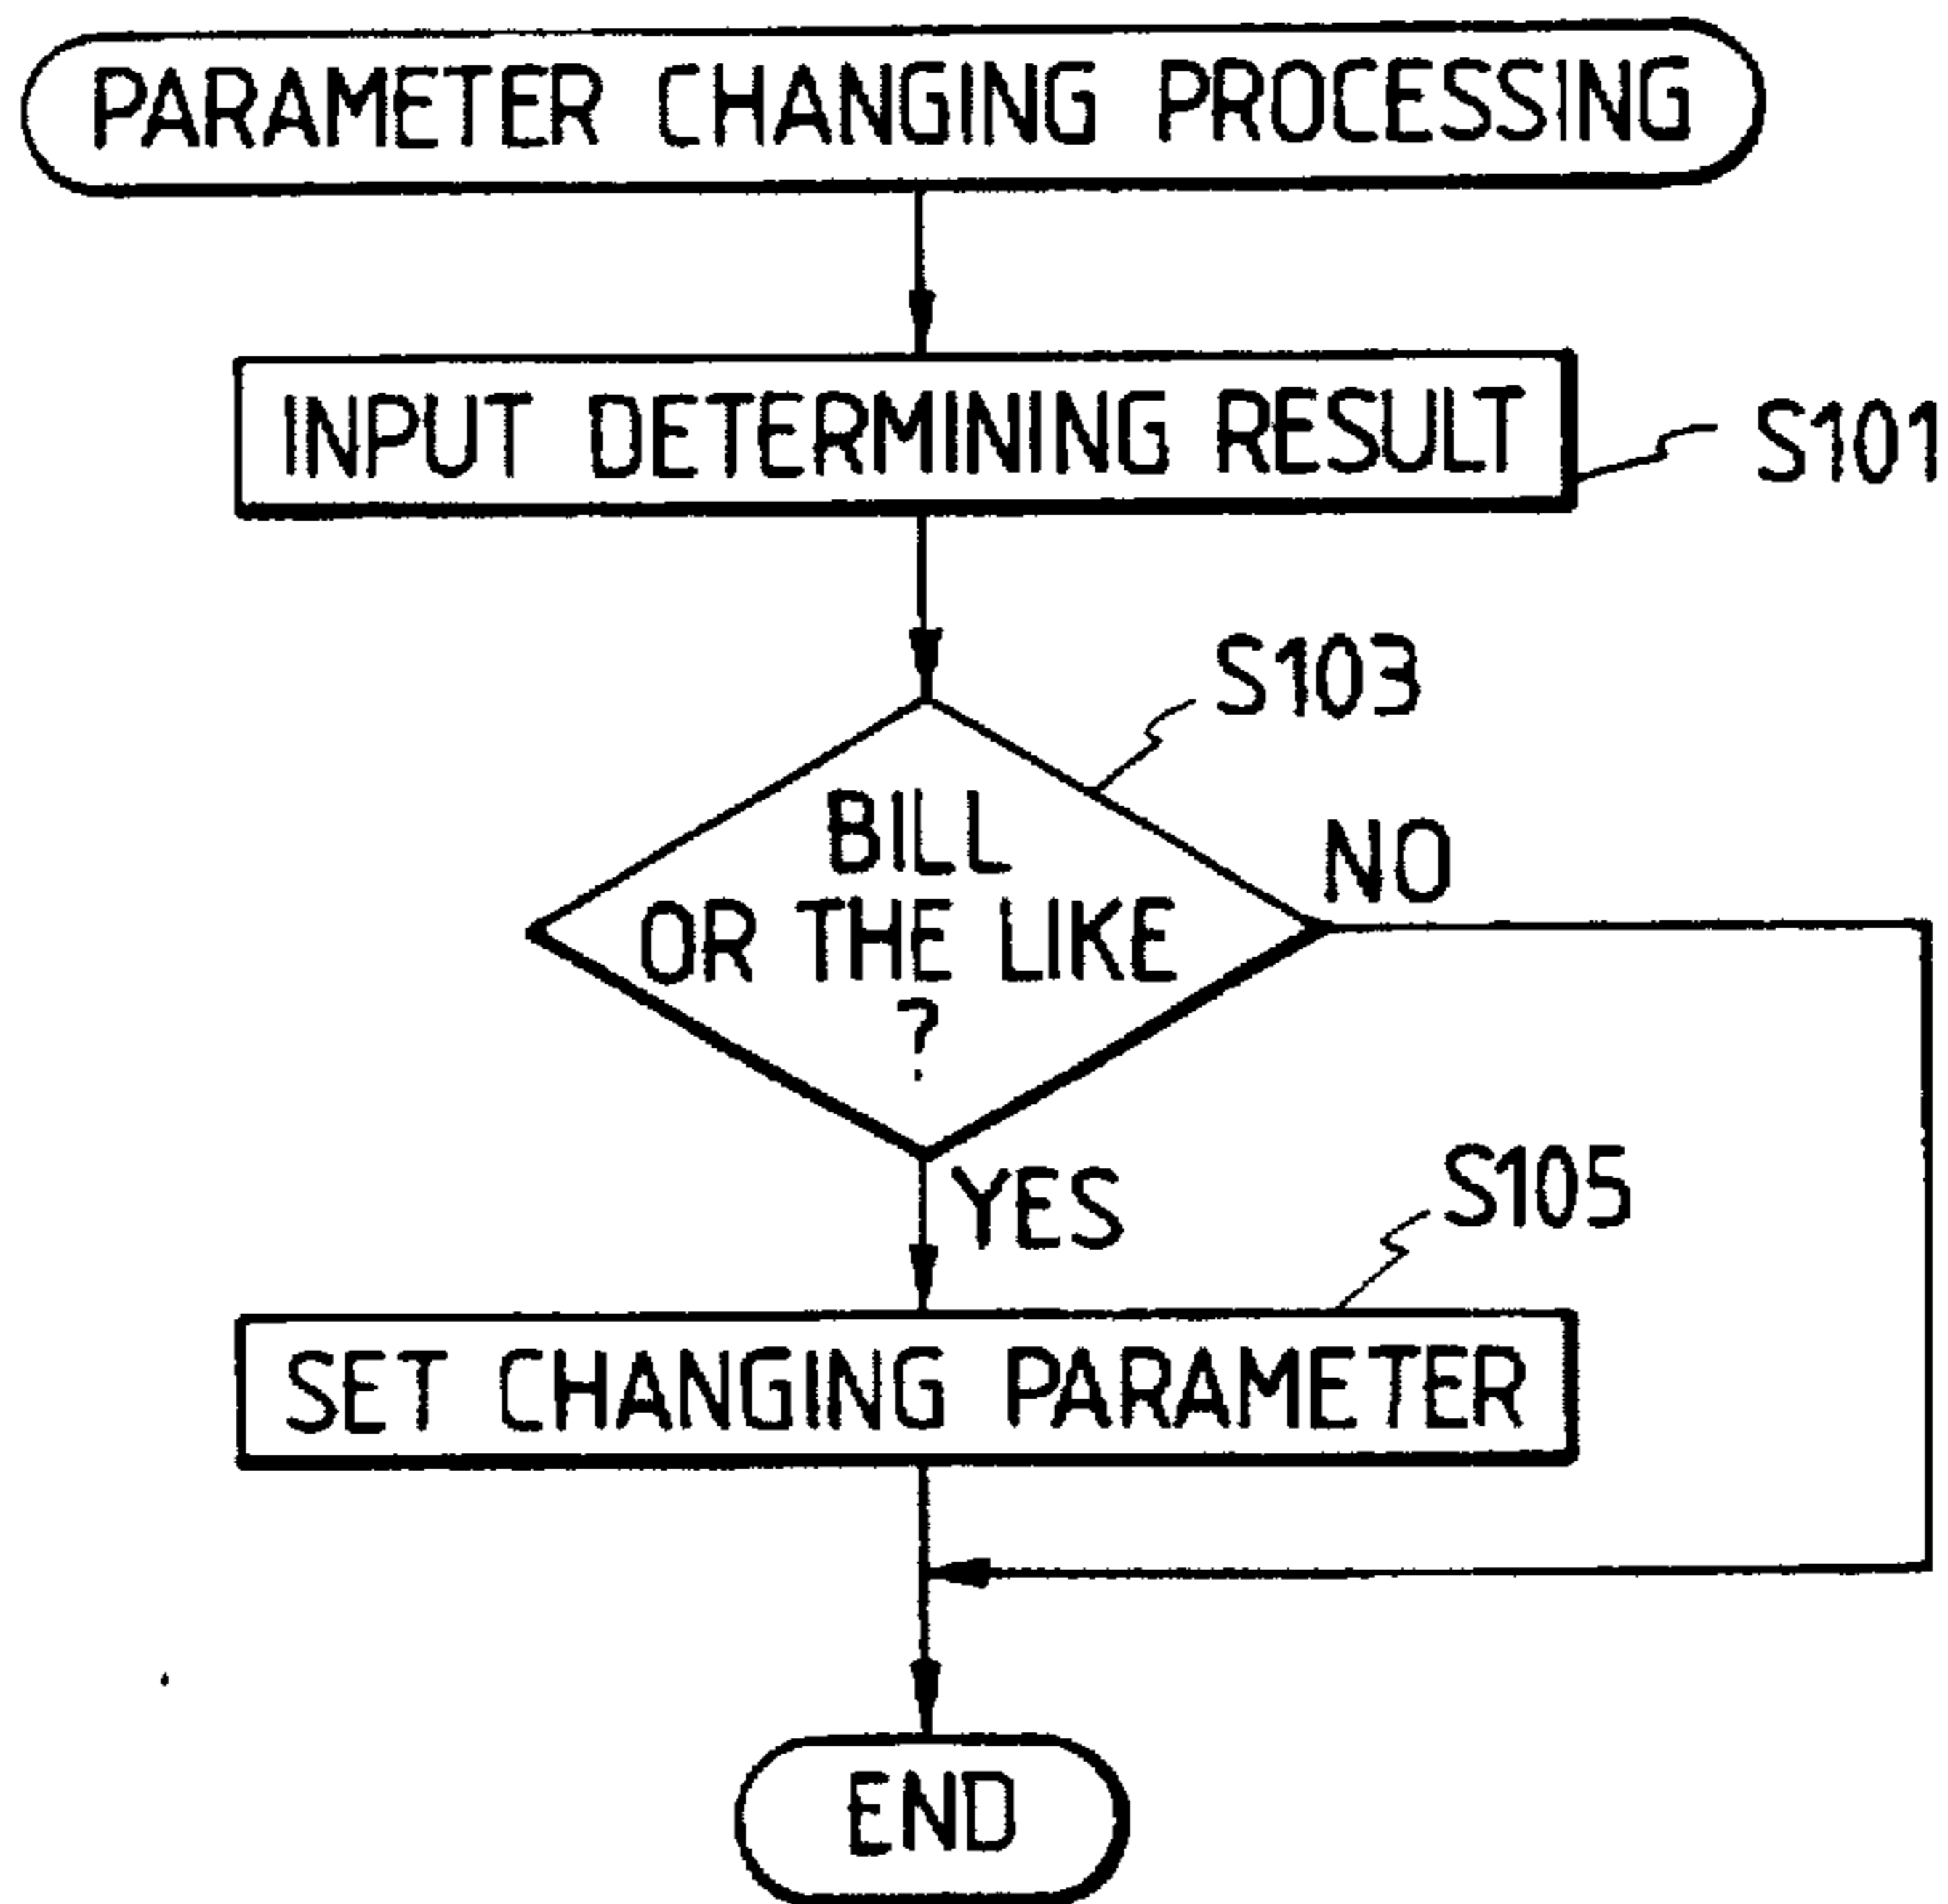 PARAMETER CHANGING PROCESSING
INPUT DETERMINING RESULT
S101
S103
BILL
OR THE LIKE
?
NO
YES
S105
SET CHANGING PARAMETER
END